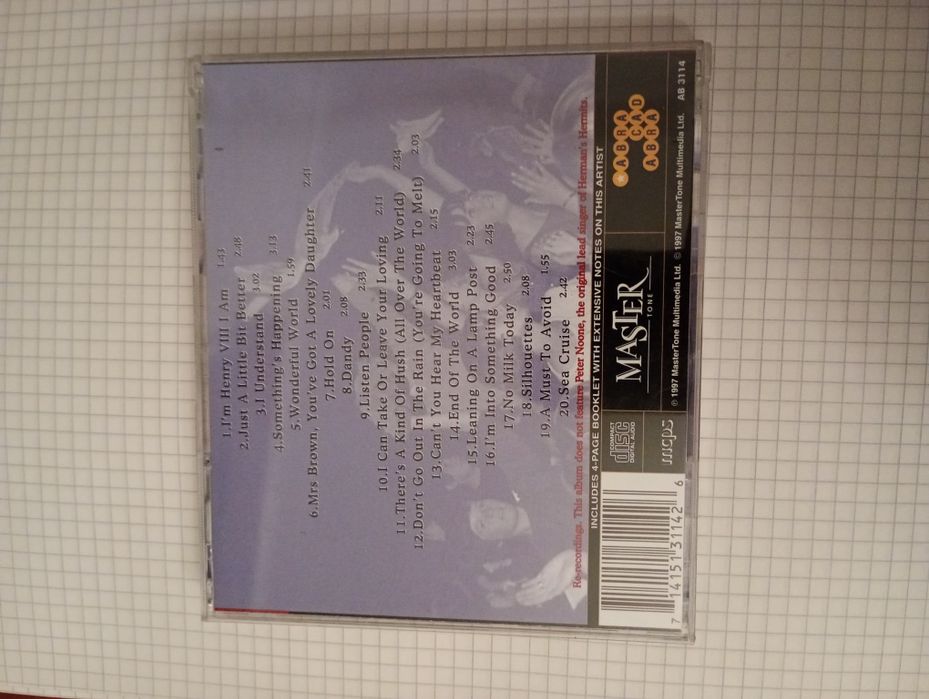 1.I'm Henry VIII I Am 1.43
2.Just A Little Bit Better 2.48
3.I Understand 3.02
4.Something's Happening 3.13
5.Wonderful World 1.59
6.Mrs Brown, You've Got A Lovely Daughter 2.41
7.Hold On 2.01
8.Dandy 2.08
9.Listen People 2.33
10.I Can Take Or Leave Your Loving 2.11
11.There's A Kind Of Hush (All Over The World) 2.34
12.Don't Go Out In The Rain (You're Going To Melt) 2.03
13.Can't You Hear My Heartbeat 2.15
14.End Of The World 3.03
15.Leaning On A Lamp Post 2.23
16.I'm Into Something Good 2.45
17.No Milk Today 2.50
18.Silhouettes 2.08
19.A Must To Avoid 1.55
20.Sea Cruise 2.42
Re-recordings. This album does not feature Peter Noone, the original lead singer of Herman's Hermits.
INCLUDES 4-PAGE BOOKLET WITH EXTENSIVE NOTES ON THIS ARTIST
7 14151 31142 6
COMPACT
disc
DIGITAL AUDIO
mcps
MASTER
TONE
ABRA
CAD
ABRA
℗ 1997 MasterTone Multimedia Ltd. © 1997 MasterTone Multimedia Ltd. AB 3114